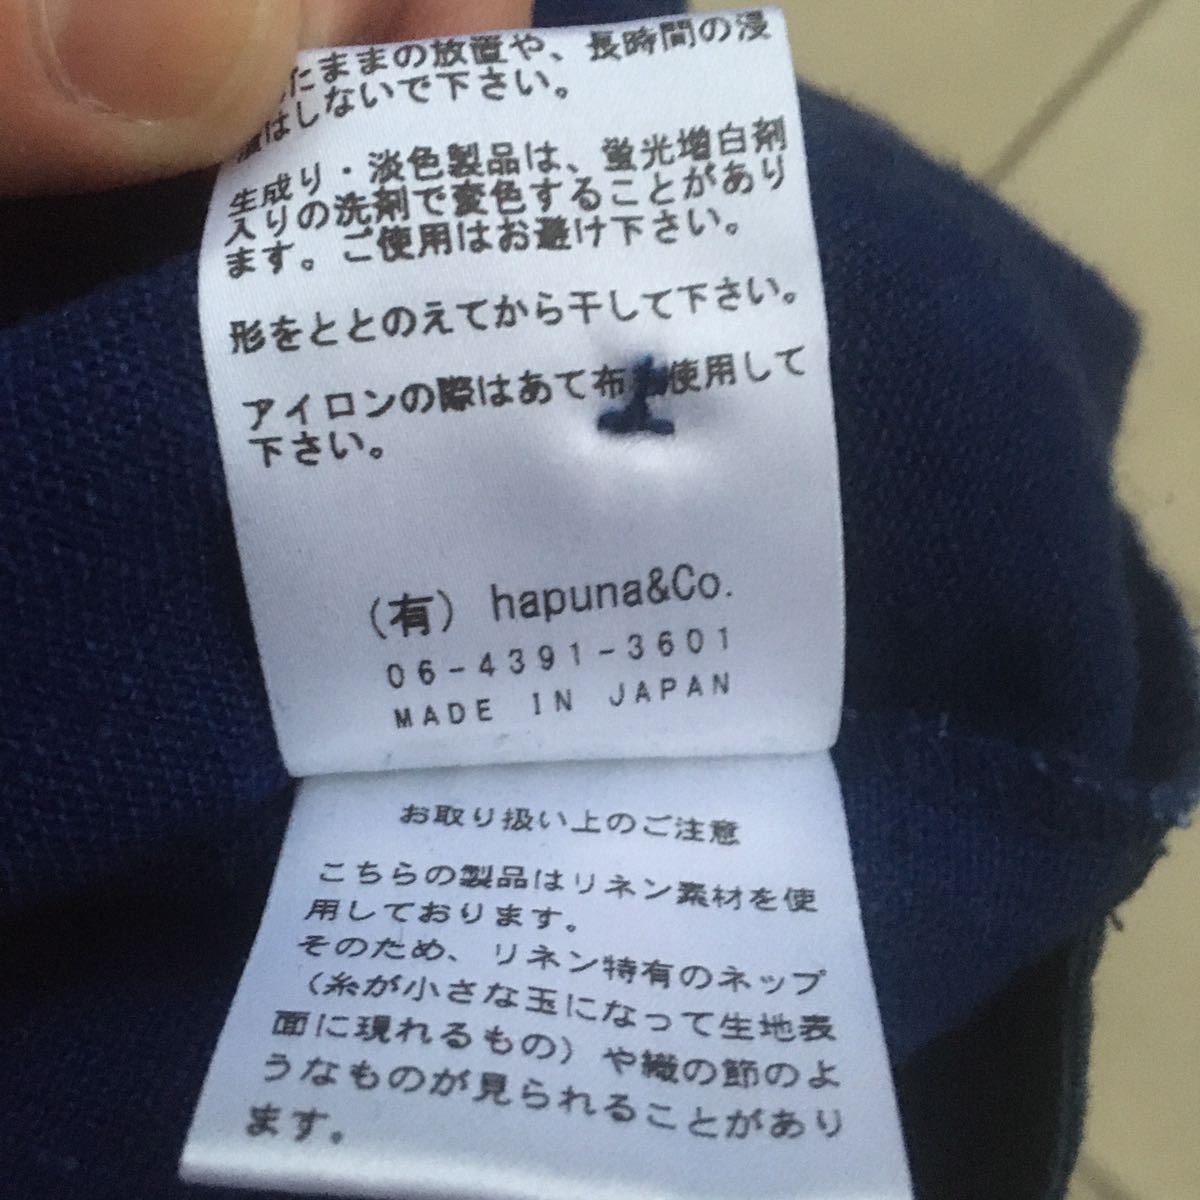 たままの放置や、長時間の浸
はしないで下さい。
生成り・淡色製品は、蛍光増白剤
入りの洗剤で変色することがあり
ます。ご使用はお避け下さい。
形をととのえてから干して下さい。
アイロンの際はあて布 使用して
下さい。
(有) hapuna&Co.
06-4391-3601
MADE IN JAPAN
お取り扱い上のご注意
こちらの製品はリネン素材を使
用しております。
そのため、リネン特有のネップ
(糸が小さな玉になって生地表
面に現れるもの)や織の節のよ
うなものが見られることがあり
ます。